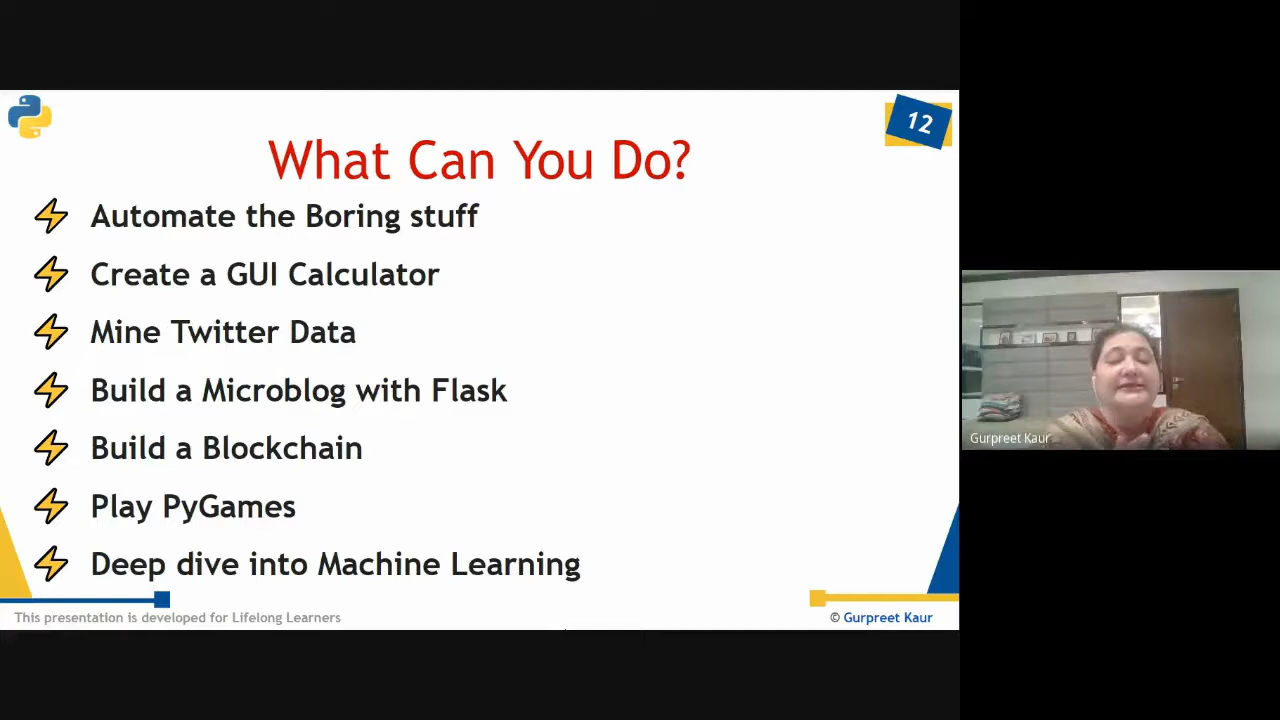 12
What Can You Do?
Automate the Boring stuff
Create a GUI Calculator
Mine Twitter Data
Build a Microblog with Flask
Build a Blockchain
Play PyGames
Deep dive into Machine Learning
This presentation is developed for Lifelong Learners
© Gurpreet Kaur
Gurpreet Kaur